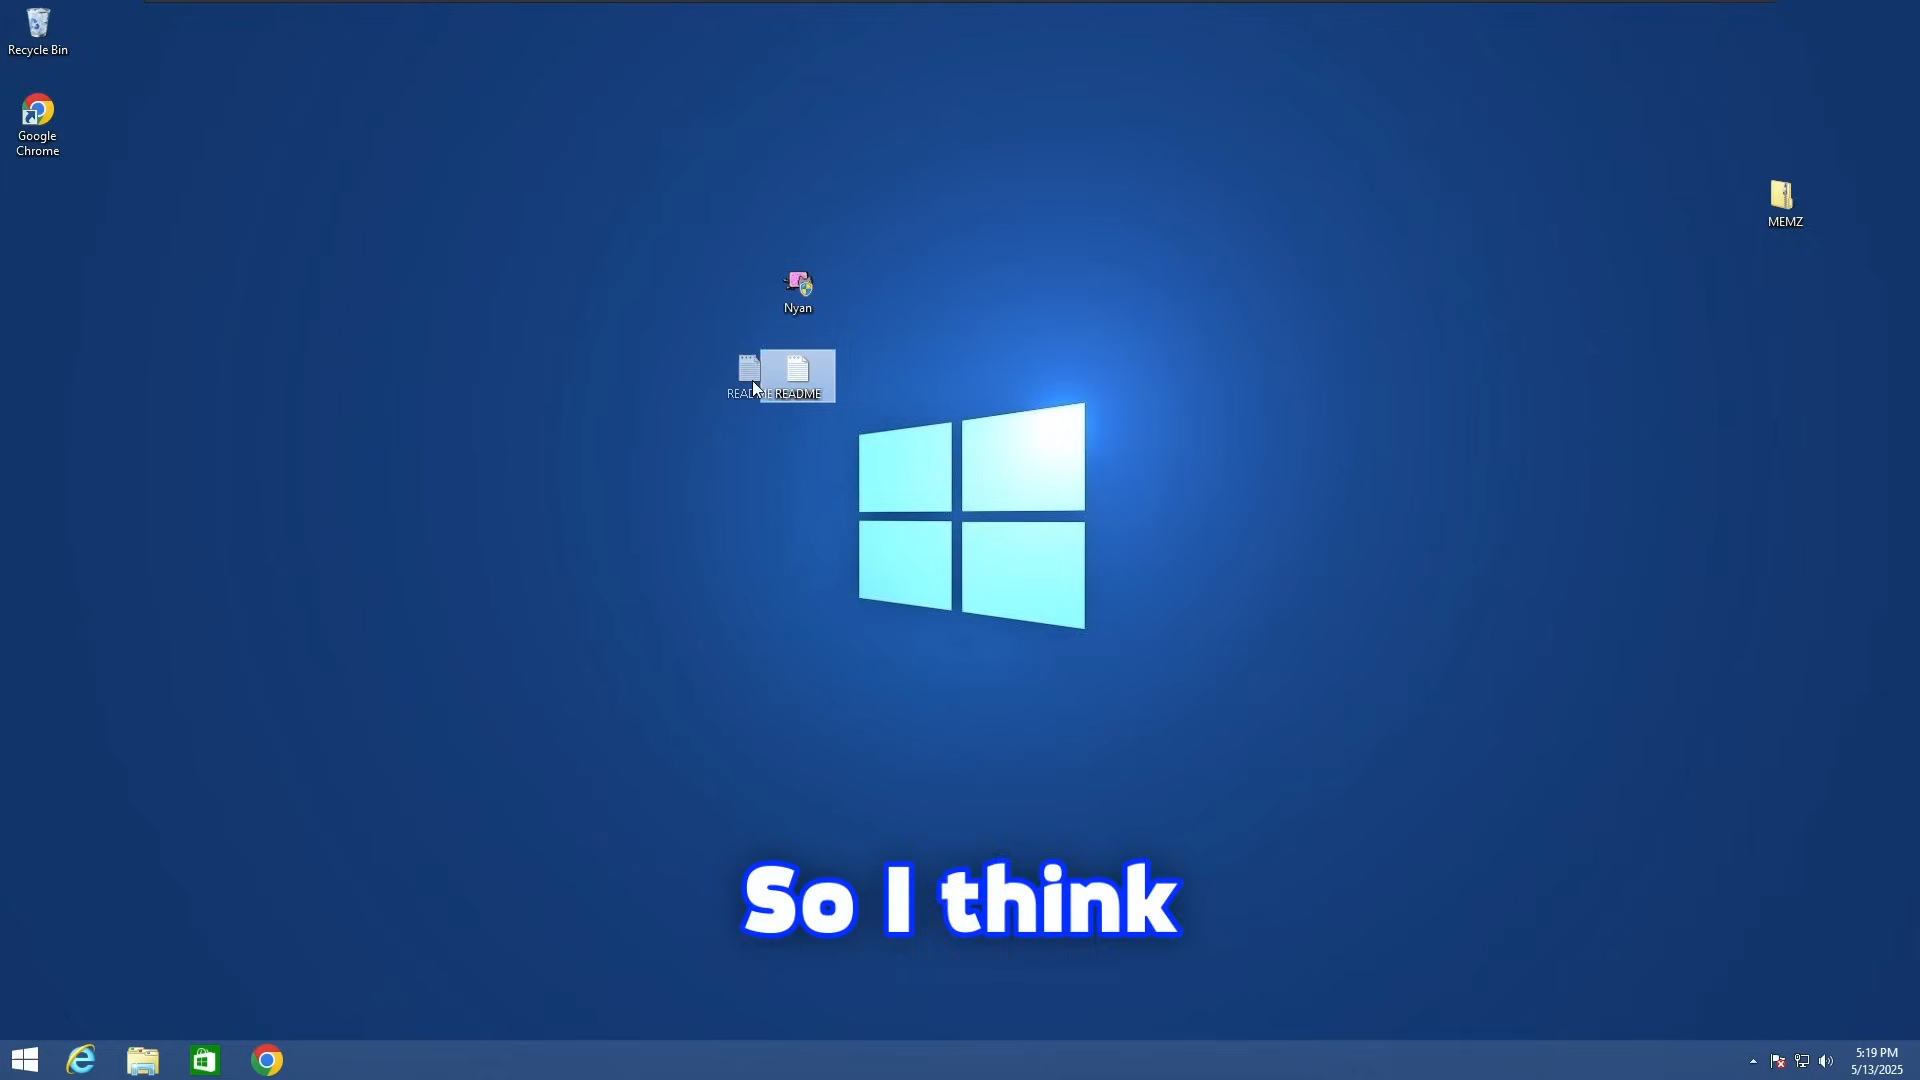 Recycle Bin
Google
Chrome
MEMZ
Nyan
README
README
So I think
5:19 PM
5/13/2025